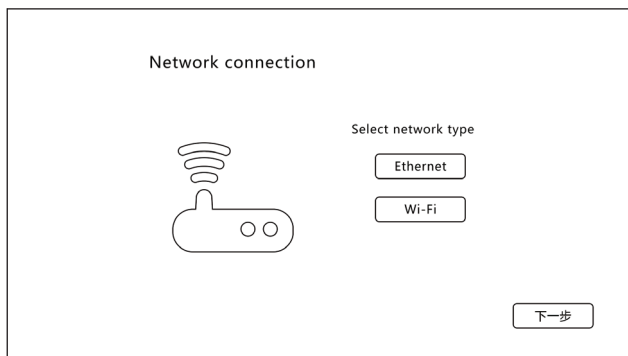 Network connection
Select network type
Ethernet
Wi-Fi
下一步